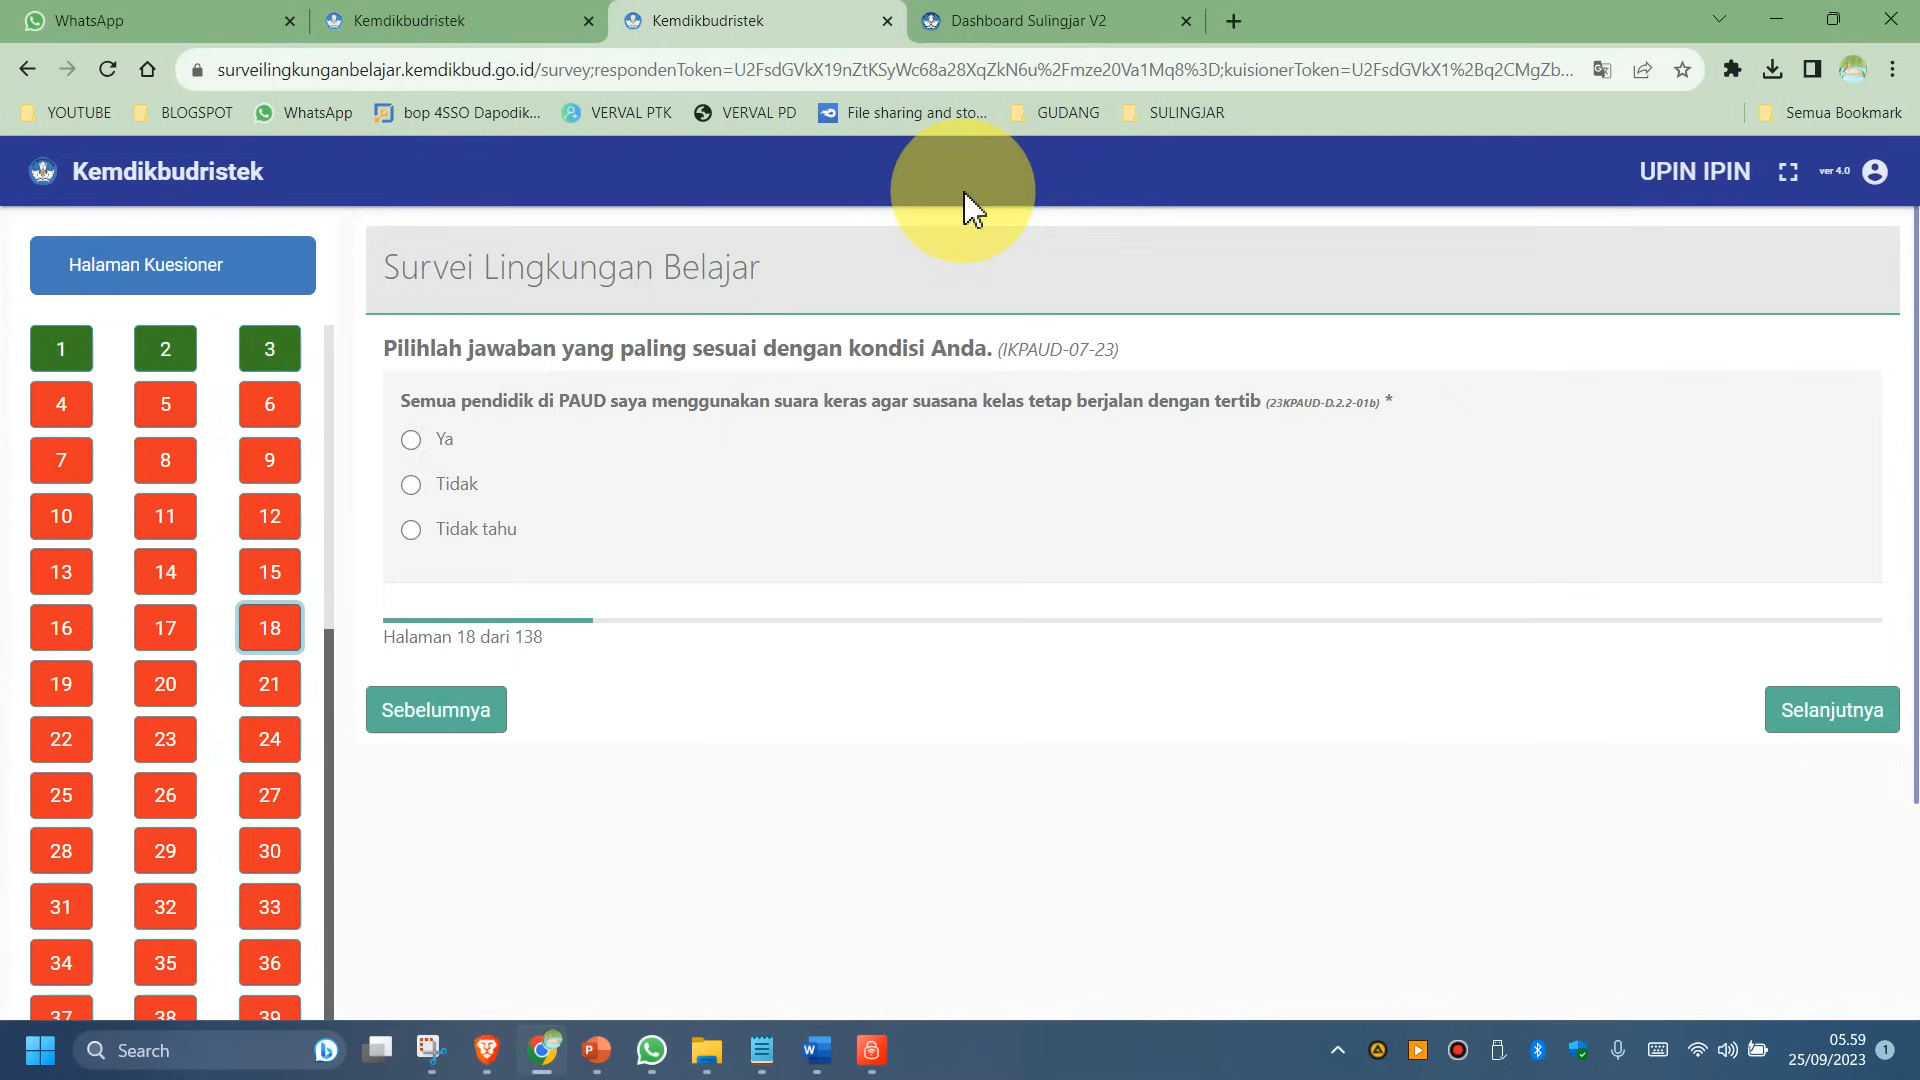 WhatsApp
Kemdikbudristek
Kemdikbudristek
Dashboard Sulingjar V2
surveilingkunganbelajar.kemdikbud.go.id/survey;respondenToken=U2FsdGVkX19nZtKSyWc68a28XqZkN6u%2Fmze20Va1Mq8%3D;kuisionerToken=U2FsdGVkX1%2Bq2CMgZb...
YOUTUBE
BLOGSPOT
WhatsApp
bop 4SSO Dapodik...
VERVAL PTK
VERVAL PD
File sharing and sto...
GUDANG
SULINGJAR
Semua Bookmark
Kemdikbudristek
UPIN IPIN
ver 4.0
Halaman Kuesioner
1 2 3
4 5 6
7 8 9
10 11 12
13 14 15
16 17 18
19 20 21
22 23 24
25 26 27
28 29 30
31 32 33
34 35 36
37 38 39
Survei Lingkungan Belajar
Pilihlah jawaban yang paling sesuai dengan kondisi Anda. (IKPAUD-07-23)
Semua pendidik di PAUD saya menggunakan suara keras agar suasana kelas tetap berjalan dengan tertib (23KPAUD-D.2.2-01b) *
Ya
Tidak
Tidak tahu
Halaman 18 dari 138
Sebelumnya
Selanjutnya
Search
05.59
25/09/2023
1